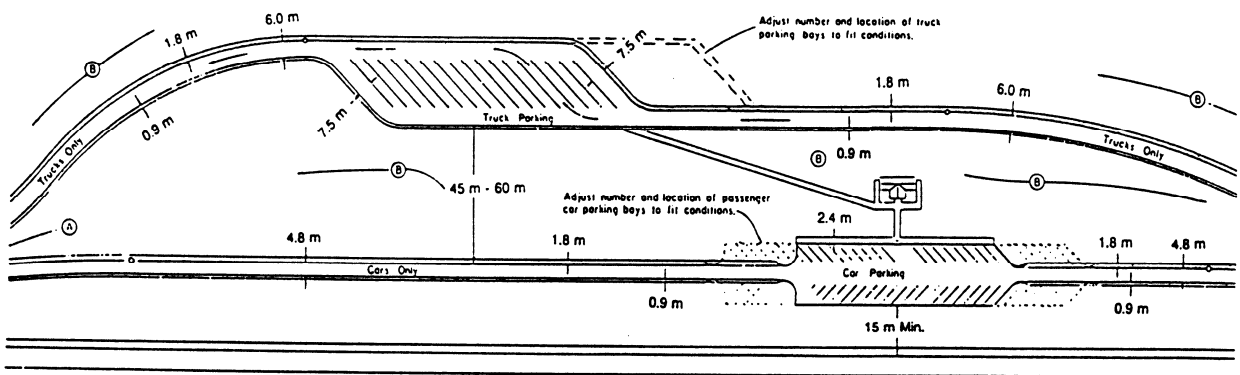 6.0 m
1.8 m
Adjust number and location of truck
parking bays to fit conditions.
7.5 m
B
0.9 m
7.5 m
Truck Parking
1.8 m
6.0 m
B
Trucks Only
0.9 m
B
Trucks Only
B
45 m - 60 m
B
Adjust number and location of passenger
car parking bays to fit conditions.
2.4 m
A
4.8 m
1.8 m
1.8 m
4.8 m
Cars Only
Car Parking
0.9 m
0.9 m
15 m Min.